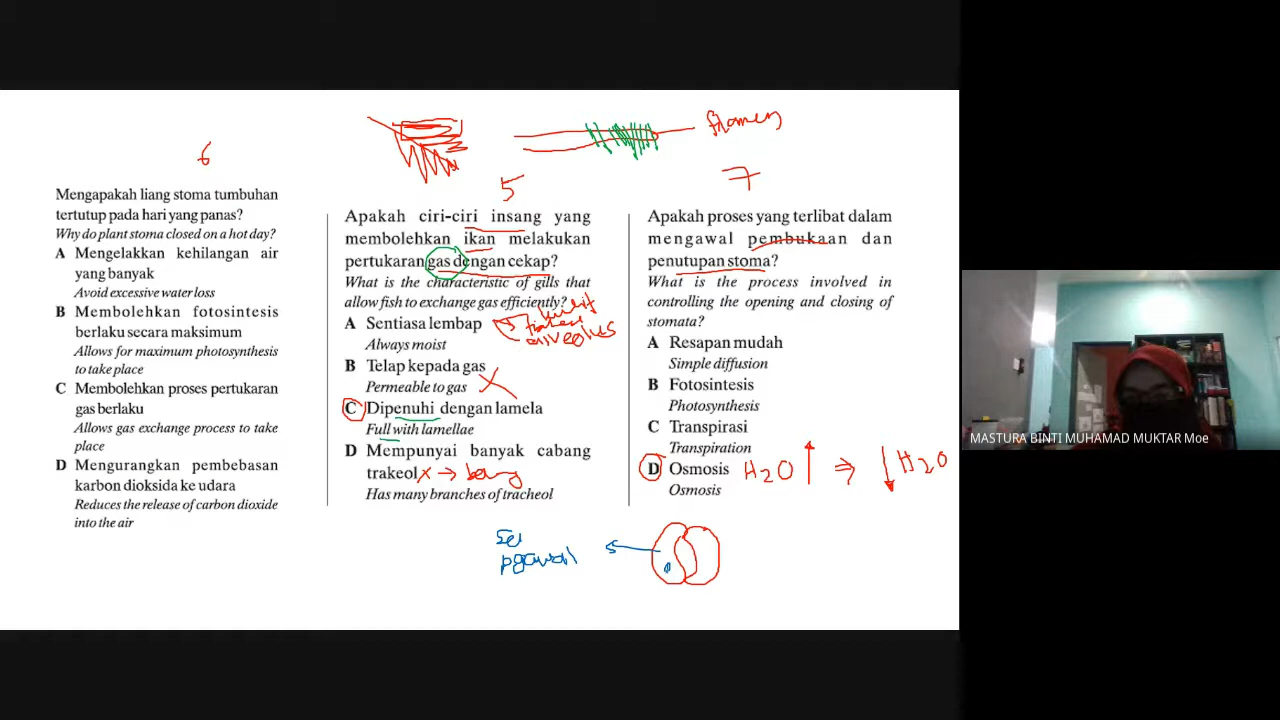 6
Mengapakah liang stoma tumbuhan
tertutup pada hari yang panas?
Why do plant stoma closed on a hot day?
A Mengelakkan kehilangan air
yang banyak
Avoid excessive water loss
B Membolehkan fotosintesis
berlaku secara maksimum
Allows for maximum photosynthesis
to take place
C Membolehkan proses pertukaran
gas berlaku
Allows gas exchange process to take
place
D Mengurangkan pembebasan
karbon dioksida ke udara
Reduces the release of carbon dioxide
into the air
5
Apakah ciri-ciri insang yang
membolehkan ikan melakukan
pertukaran gas dengan cekap?
What is the characteristic of gills that
allow fish to exchange gas efficiently?
A Sentiasa lembap
Always moist
B Telap kepada gas
Permeable to gas
C Dipenuhi dengan lamela
Full with lamellae
D Mempunyai banyak cabang
trakeol x →
Has many branches of tracheol
7
Apakah proses yang terlibat dalam
mengawal pembukaan dan
penutupan stoma?
What is the process involved in
controlling the opening and closing of
stomata?
A Resapan mudah
Simple diffusion
B Fotosintesis
Photosynthesis
C Transpirasi
Transpiration
D Osmosis H2O ↑ ⇒ ↓ H2O
Osmosis
MASTURA BINTI MUHAMAD MUKTAR Moe